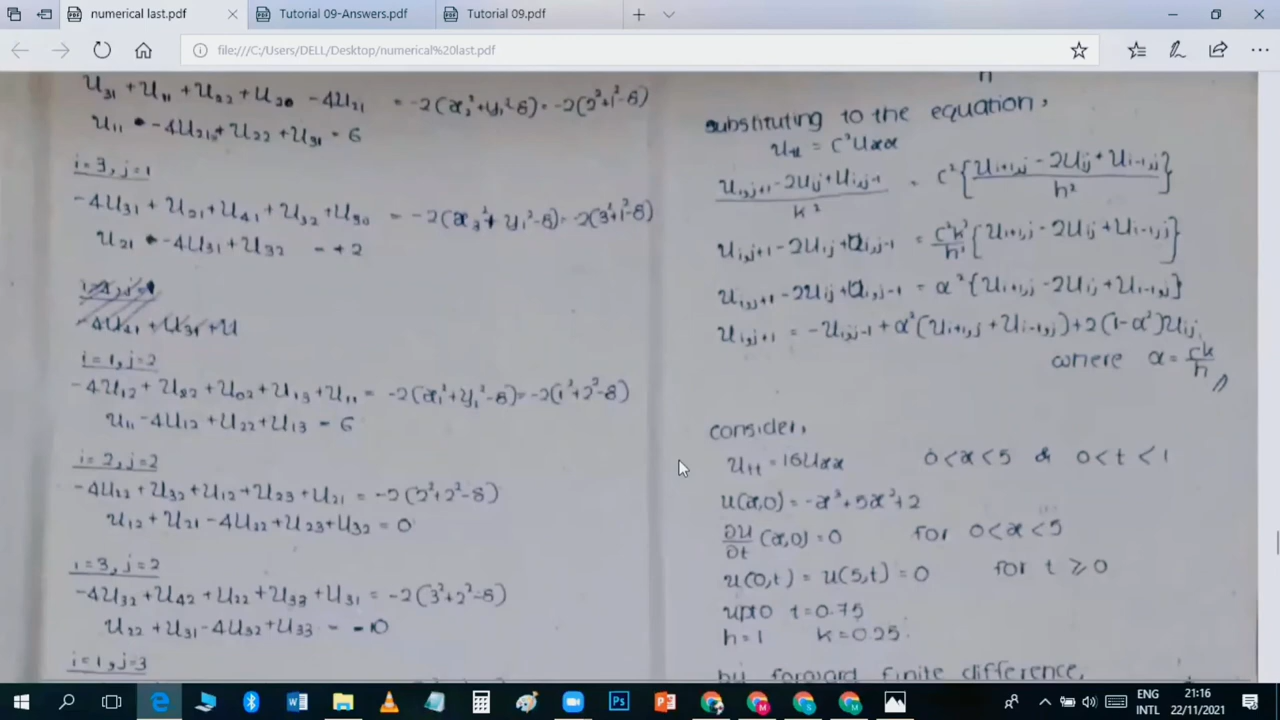 numerical last.pdf
Tutorial 09-Answers.pdf
Tutorial 09.pdf
file:///C:/Users/DELL/Desktop/numerical%20last.pdf
U₃₁ + U₁₁ + U₂₂ + U₂₀ - 4U₂₁ = -2(x₂²+y₁²-8) = -2(2²+1²-8)
U₁₁ - 4U₂₁ + U₂₂ + U₃₁ = 6
i=3, j=1
-4U₃₁ + U₂₁ + U₄₁ + U₃₂ + U₃₀ = -2(x₃²+y₁²-8) = -2(3²+1²-8)
U₂₁ - 4U₃₁ + U₃₂ = +2
-4U₄₁ + U₃₁ + U
i=1, j=2
-4U₁₂ + U₂₂ + U₀₂ + U₁₃ + U₁₁ = -2(x₁²+y₁²-8) = -2(1²+2²-8)
U₁₁ - 4U₁₂ + U₂₂ + U₁₃ = 6
i=2, j=2
-4U₂₂ + U₃₂ + U₁₂ + U₂₃ + U₂₁ = -2(2²+2²-8)
U₁₂ + U₂₁ - 4U₂₂ + U₂₃ + U₃₂ = 0
i=3, j=2
-4U₃₂ + U₄₂ + U₂₂ + U₃₃ + U₃₁ = -2(3²+2²-8)
U₂₂ + U₃₁ - 4U₃₂ + U₃₃ = -10
i=1, j=3
h
substituting to the equation,
Utt = C²Uxx
(Ui,j+1 - 2Uij + Ui,j-1)/k² = C²{(Ui+1,j - 2Uij + Ui-1,j)/h²}
Ui,j+1 - 2Uij + Ui,j-1 = C²k²/h² {Ui+1,j - 2Uij + Ui-1,j}
Ui,j+1 - 2Uij + Ui,j-1 = α²{Ui+1,j - 2Uij + Ui-1,j}
Ui,j+1 = -Ui,j-1 + α²(Ui+1,j + Ui-1,j) + 2(1-α²)Uij
where α = ck/h //
consider,
Utt = 16Uxx 0<x<5 & 0<t<1
u(x,0) = -x³+5x²+2
∂u/∂t (x,0) = 0 for 0<x<5
u(0,t) = u(5,t) = 0 for t ≥ 0
upto t=0.75
h=1 k=0.25
by forward finite difference,
ENG
INTL
21:16
22/11/2021